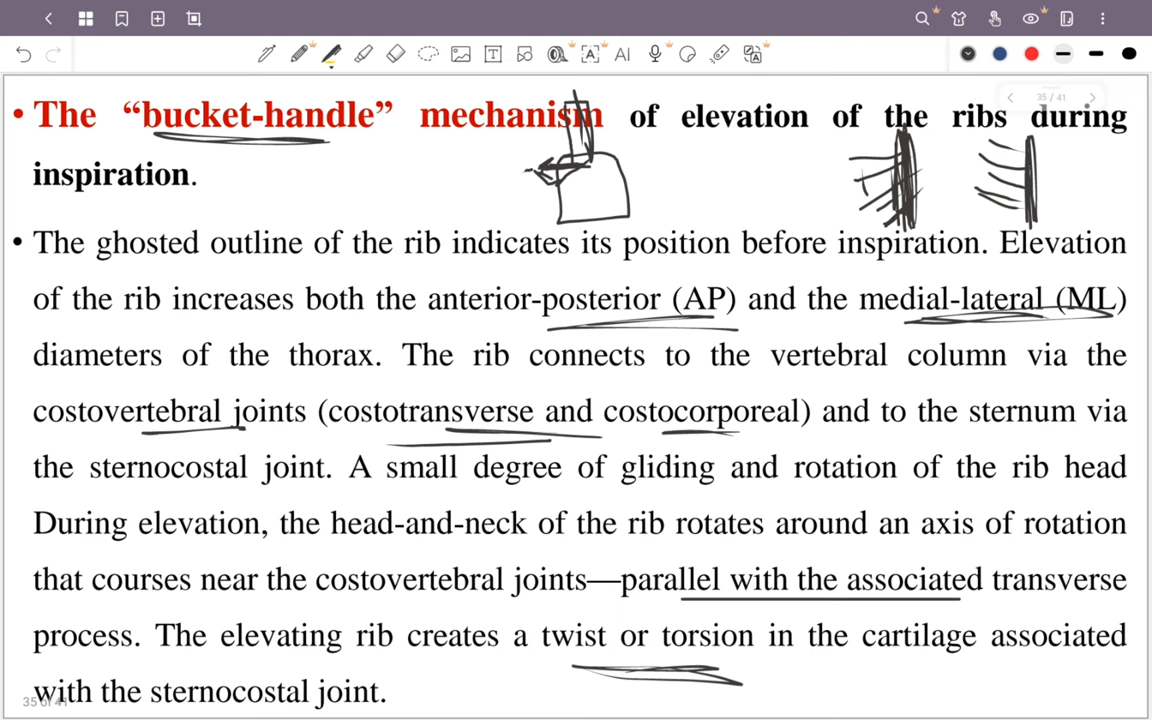 AI
35 / 41
• The “bucket-handle” mechanism of elevation of the ribs during
inspiration.
• The ghosted outline of the rib indicates its position before inspiration. Elevation
of the rib increases both the anterior-posterior (AP) and the medial-lateral (ML)
diameters of the thorax. The rib connects to the vertebral column via the
costovertebral joints (costotransverse and costocorporeal) and to the sternum via
the sternocostal joint. A small degree of gliding and rotation of the rib head
During elevation, the head-and-neck of the rib rotates around an axis of rotation
that courses near the costovertebral joints—parallel with the associated transverse
process. The elevating rib creates a twist or torsion in the cartilage associated
with the sternocostal joint.
35 of 41